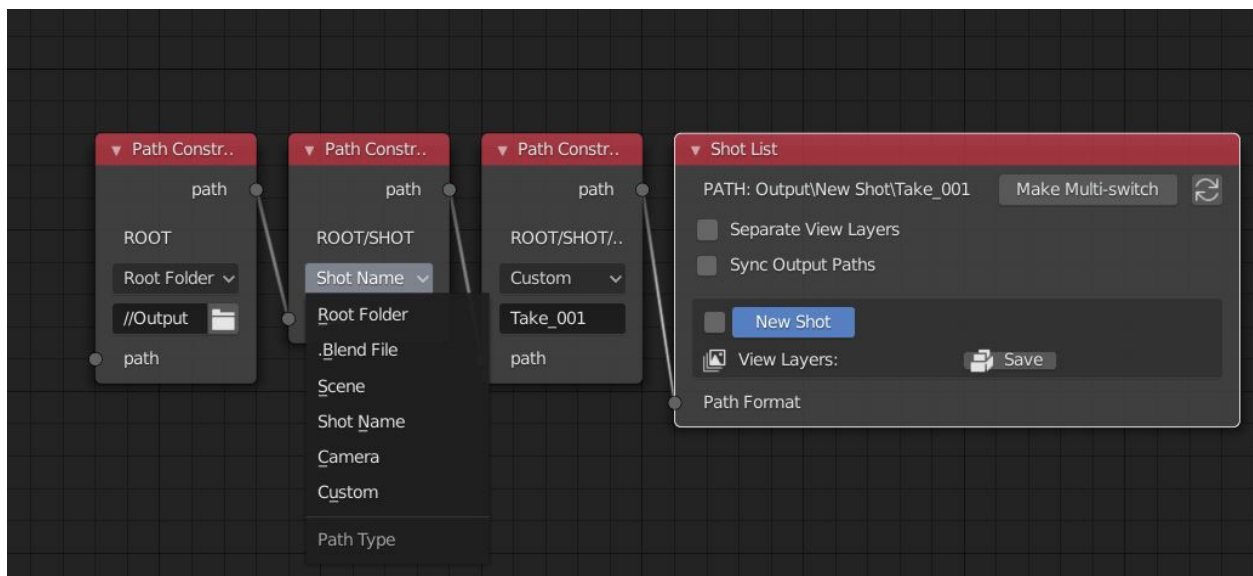 Path Constr..
path
ROOT
Root Folder
//Output
path
Path Constr..
path
ROOT/SHOT
Shot Name
Root Folder
.Blend File
Scene
Shot Name
Camera
Custom
Path Type
Path Constr..
path
ROOT/SHOT/..
Custom
Take_001
path
Shot List
PATH: Output\New Shot\Take_001 Make Multi-switch
Separate View Layers
Sync Output Paths
New Shot
View Layers: Save
Path Format